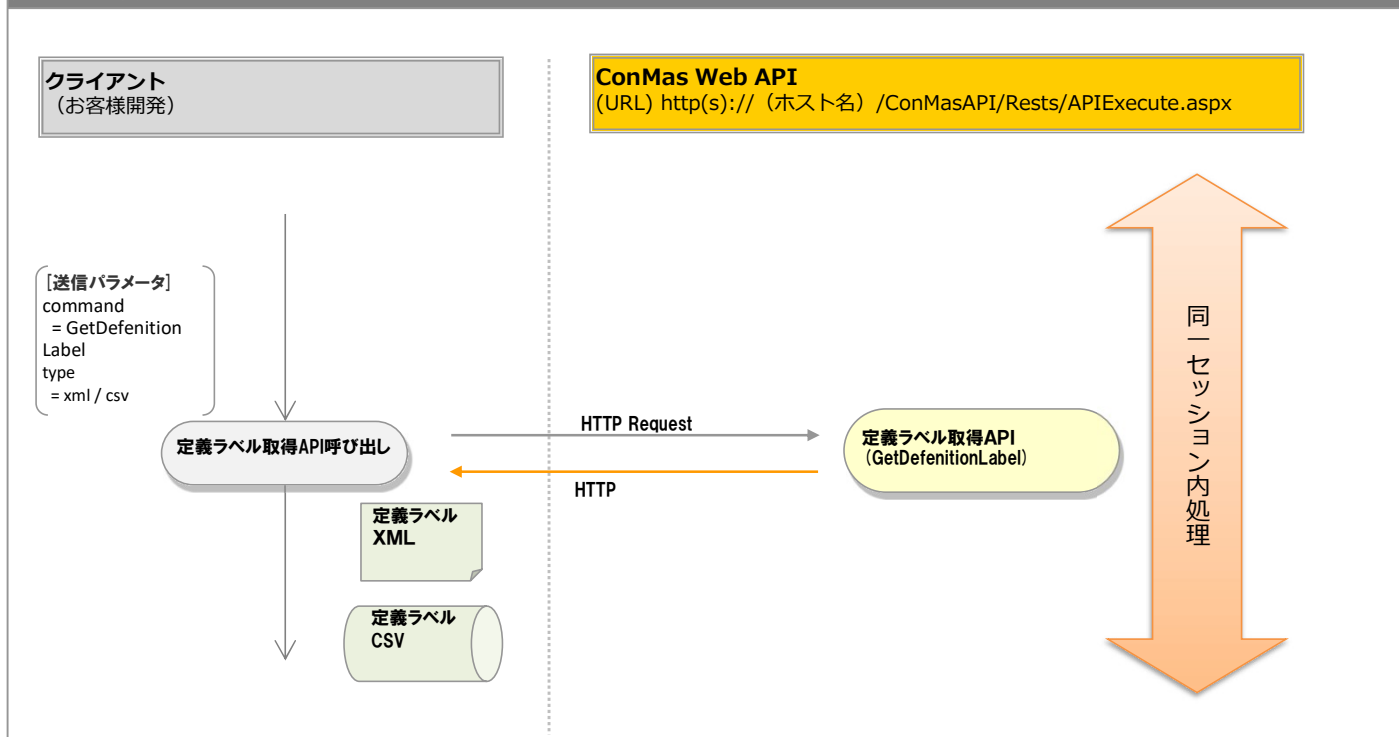 クライアント
（お客様開発）
ConMas Web API
(URL) http(s)://（ホスト名）/ConMasAPI/Rests/APIExecute.aspx
[送信パラメータ]
command
= GetDefenition
Label
type
= xml / csv
定義ラベル取得API呼び出し
HTTP Request
HTTP
定義ラベル取得API
（GetDefenitionLabel）
定義ラベル
XML
定義ラベル
CSV
同一セッション内処理